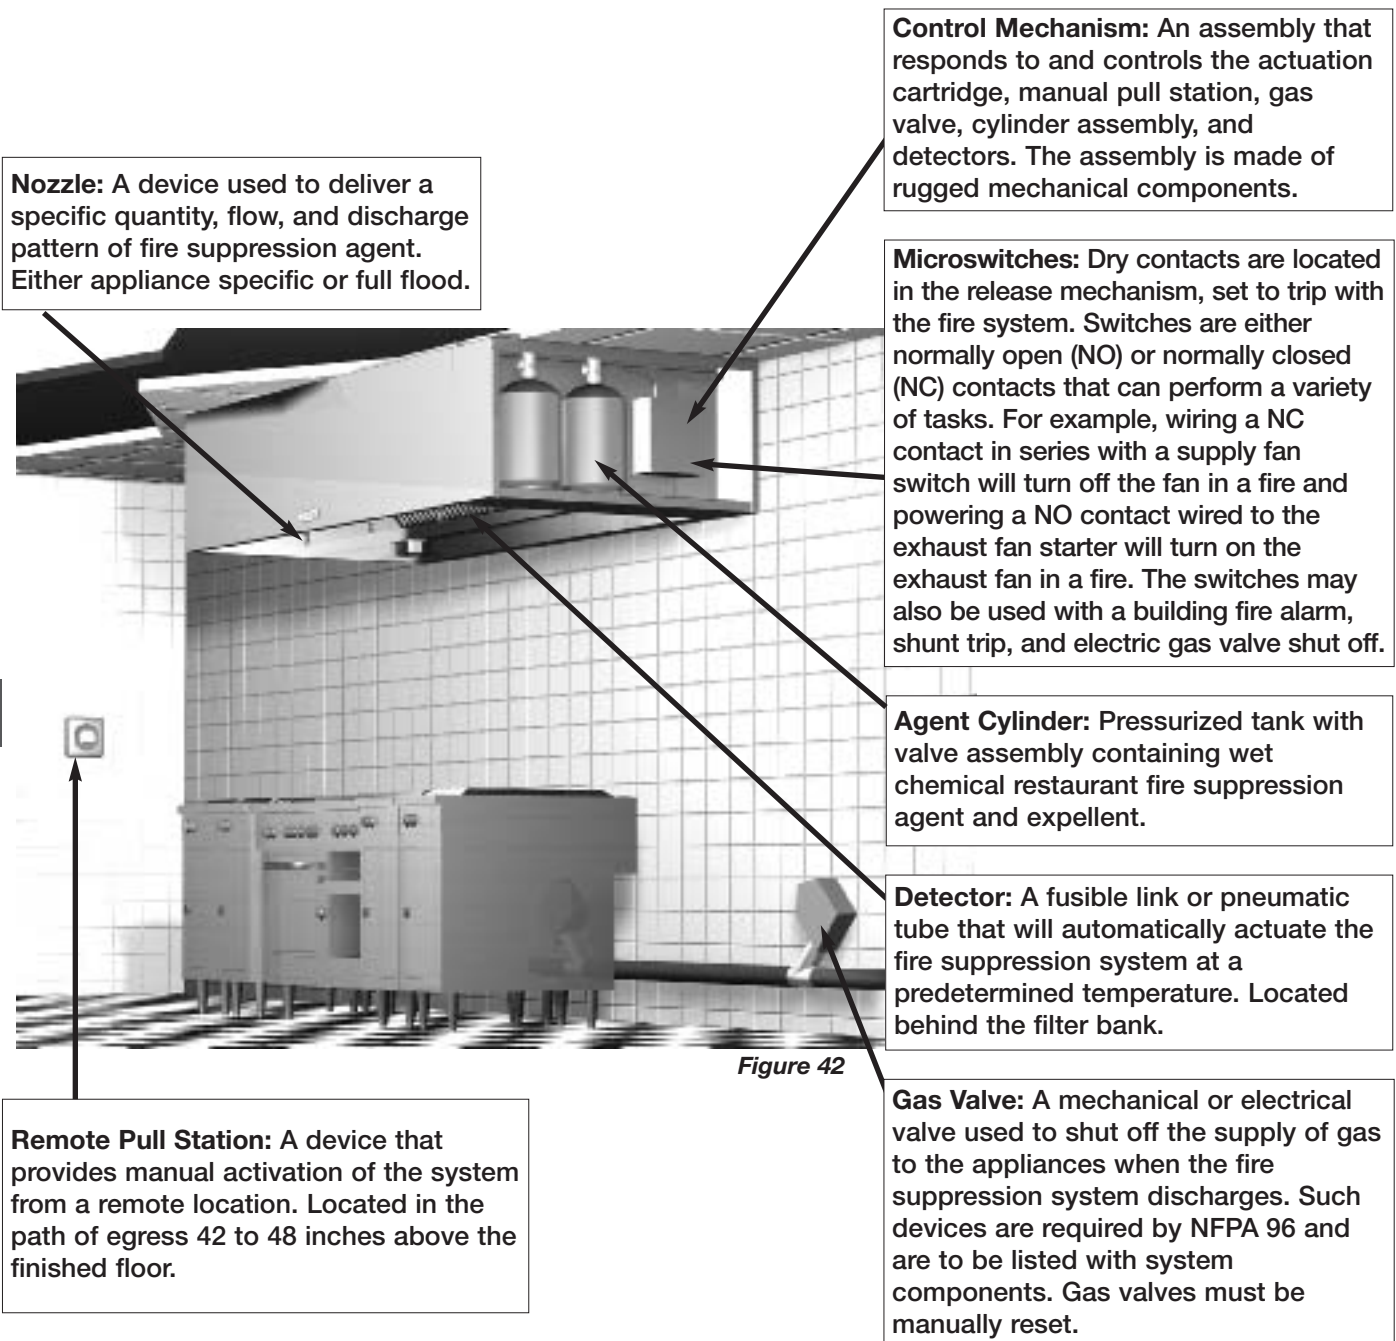 Control Mechanism: An assembly that
responds to and controls the actuation
cartridge, manual pull station, gas
valve, cylinder assembly, and
detectors. The assembly is made of
rugged mechanical components.
Nozzle: A device used to deliver a
specific quantity, flow, and discharge
pattern of fire suppression agent.
Either appliance specific or full flood.
Microswitches: Dry contacts are located
in the release mechanism, set to trip with
the fire system. Switches are either
normally open (NO) or normally closed
(NC) contacts that can perform a variety
of tasks. For example, wiring a NC
contact in series with a supply fan
switch will turn off the fan in a fire and
powering a NO contact wired to the
exhaust fan starter will turn on the
exhaust fan in a fire. The switches may
also be used with a building fire alarm,
shunt trip, and electric gas valve shut off.
Agent Cylinder: Pressurized tank with
valve assembly containing wet
chemical restaurant fire suppression
agent and expellent.
Detector: A fusible link or pneumatic
tube that will automatically actuate the
fire suppression system at a
predetermined temperature. Located
behind the filter bank.
Figure 42
Gas Valve: A mechanical or electrical
valve used to shut off the supply of gas
to the appliances when the fire
suppression system discharges. Such
devices are required by NFPA 96 and
are to be listed with system
components. Gas valves must be
manually reset.
Remote Pull Station: A device that
provides manual activation of the system
from a remote location. Located in the
path of egress 42 to 48 inches above the
finished floor.